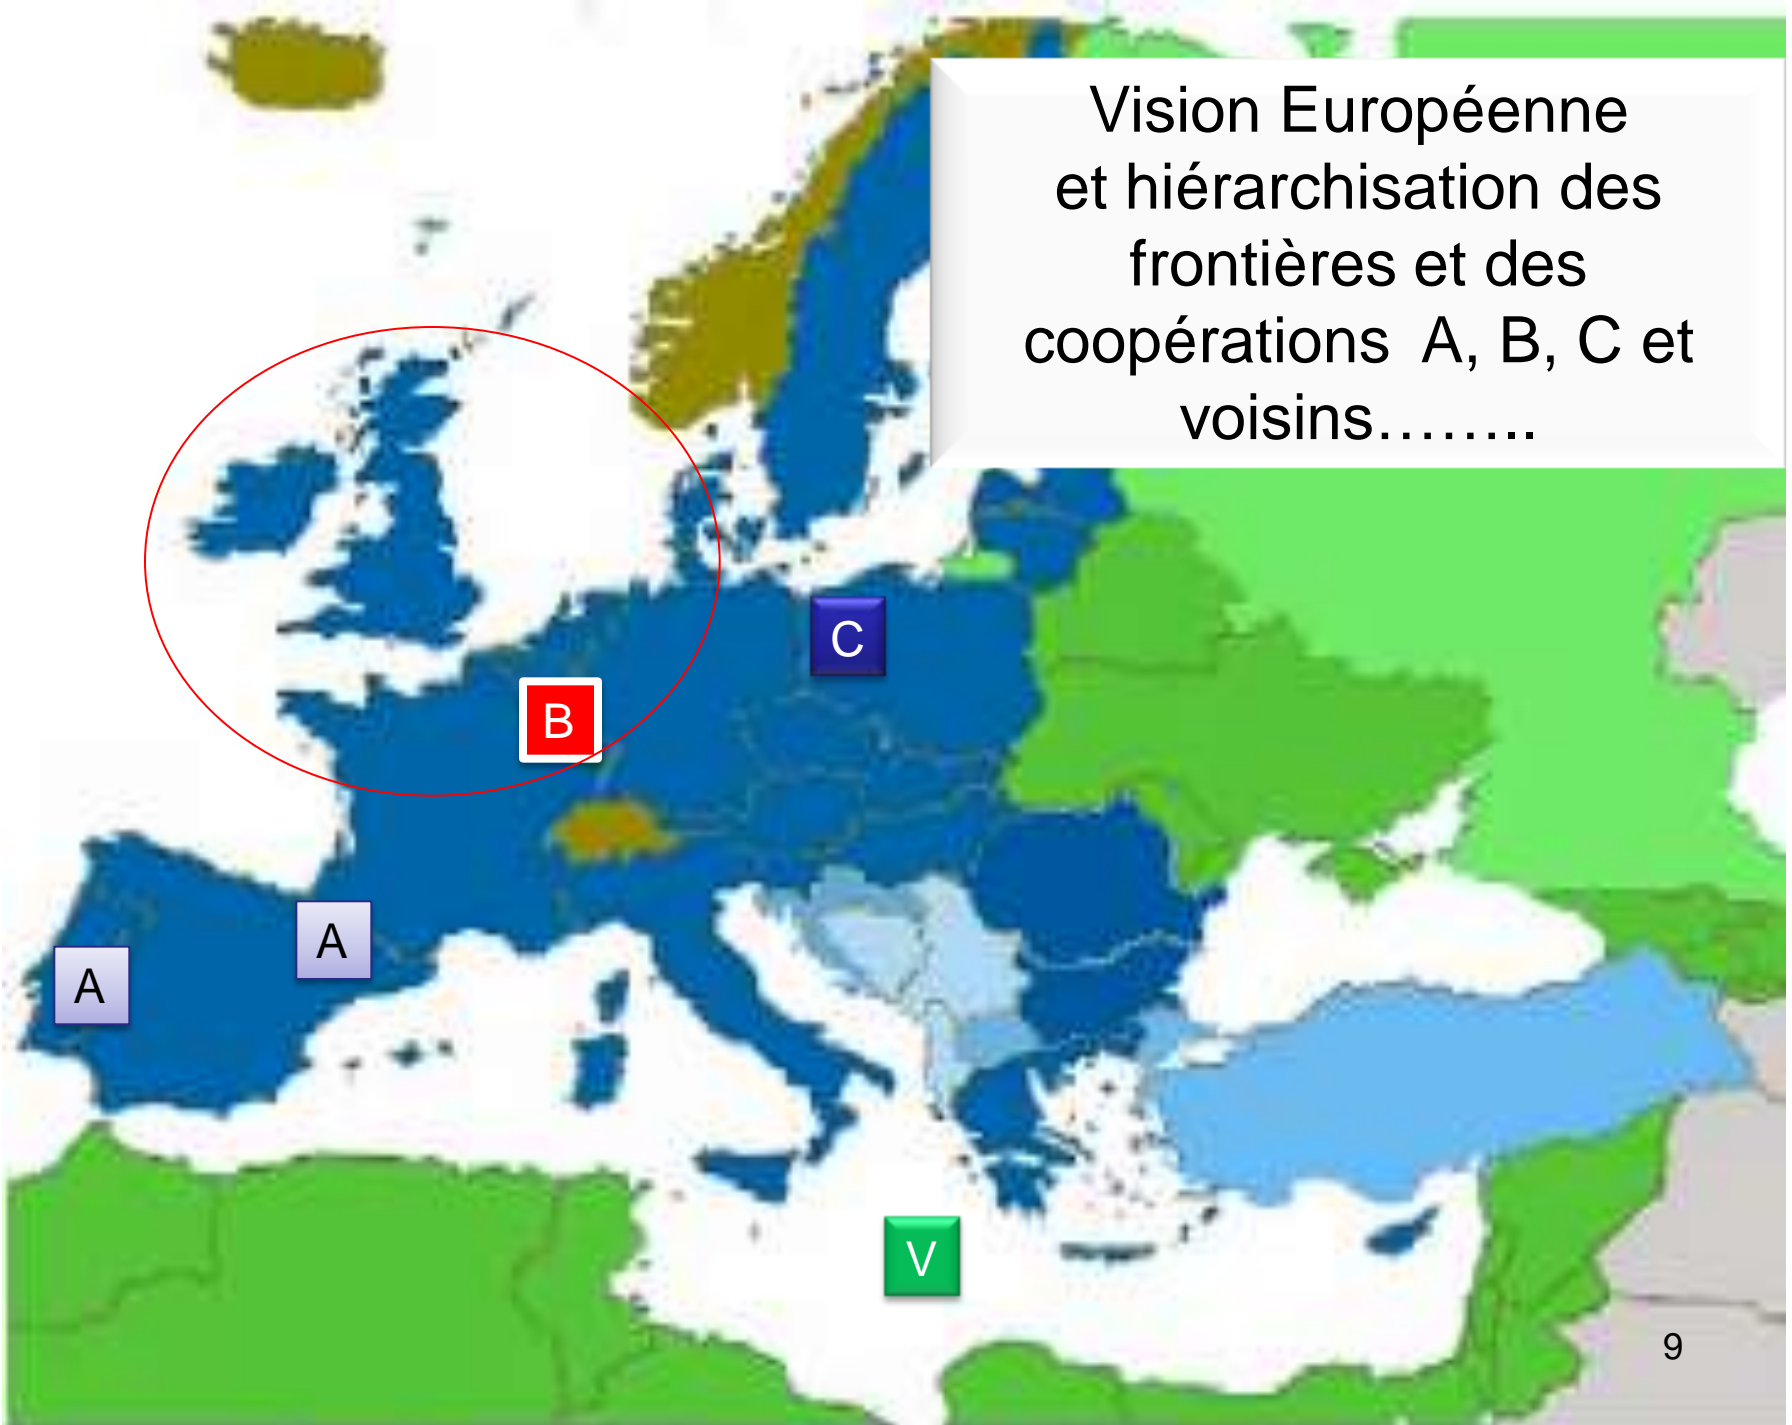 Vision Européenne
et hiérarchisation des
frontières et des
coopérations A, B, C et
voisins……..
C
B
A
A
V
9